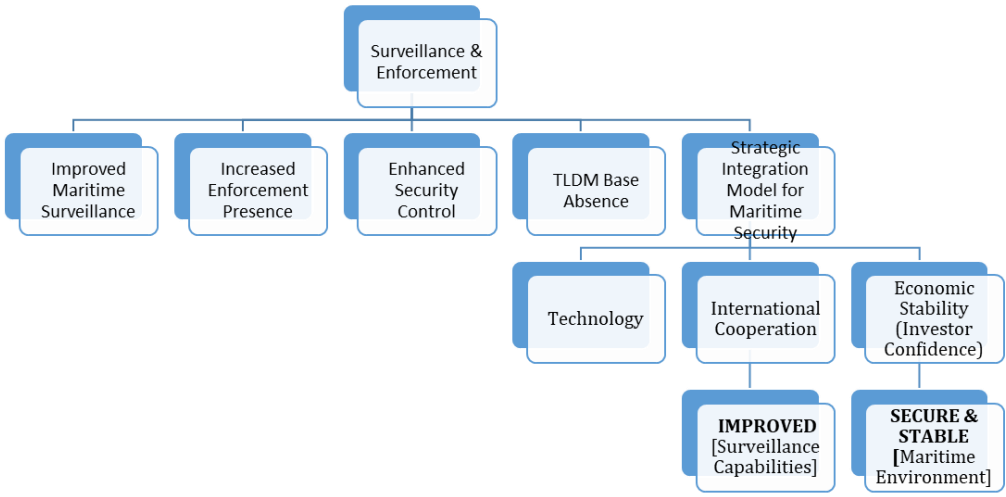 Surveillance &
Enforcement
Improved
Maritime
Surveillance
Increased
Enforcement
Presence
Enhanced
Security
Control
TLDM Base
Absence
Strategic
Integration
Model for
Maritime
Security
Technology
International
Cooperation
Economic
Stability
(Investor
Confidence)
IMPROVED
[Surveillance
Capabilities]
SECURE &
STABLE
[Maritime
Environment]